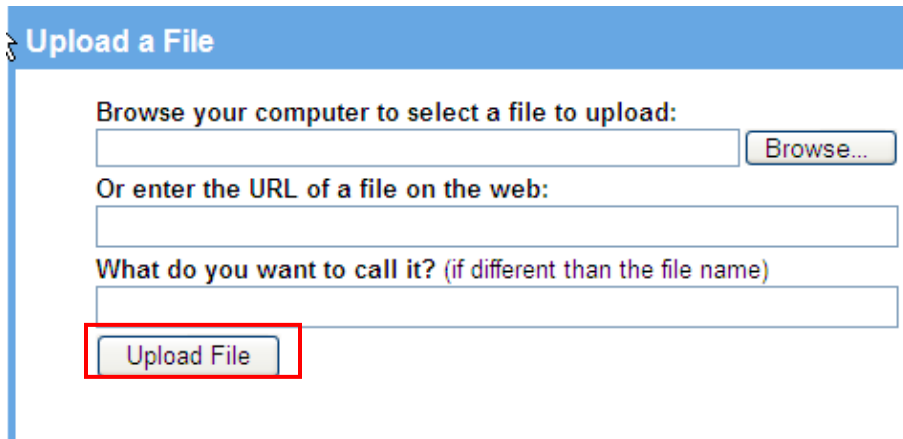 Upload a File
Browse your computer to select a file to upload:
Browse...
Or enter the URL of a file on the web:
What do you want to call it? (if different than the file name)
Upload File